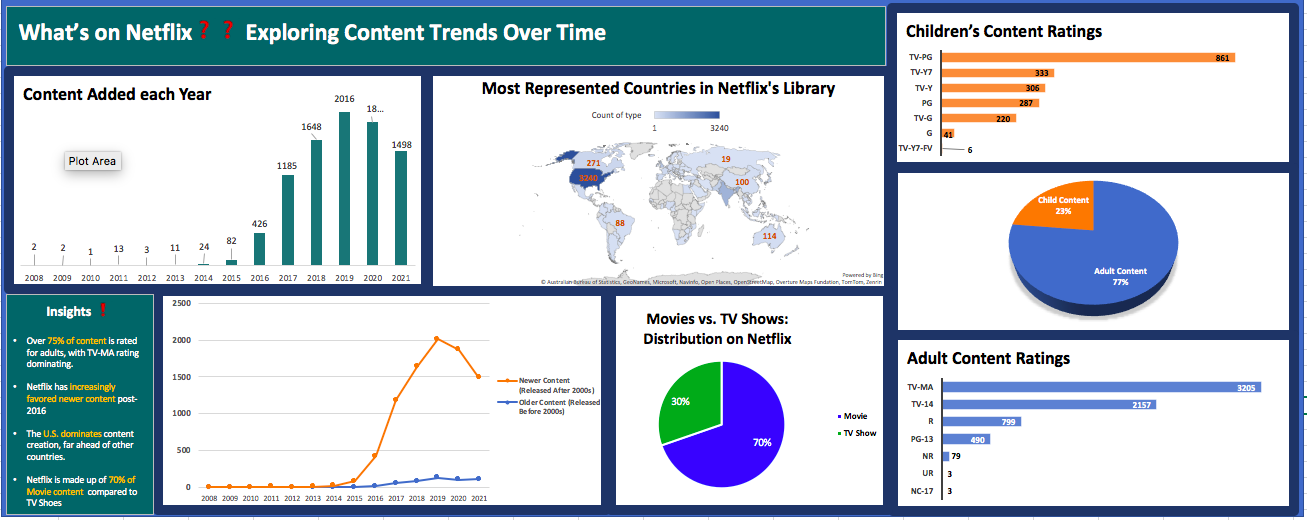 What's on Netflix ❓ ❓ Exploring Content Trends Over Time
Content Added each Year
Plot Area
2
2
1
13
3
11
24
82
426
1185
1648
2016
18...
1498
2008
2009
2010
2011
2012
2013
2014
2015
2016
2017
2018
2019
2020
2021
Most Represented Countries in Netflix's Library
Count of type
1
3240
271
3240
19
100
88
114
Powered by Bing
© Australian Bureau of Statistics, GeoNames, Microsoft, Navinfo, Open Places, OpenStreetMap, Overture Maps Fundation, TomTom, Zenrin
Children's Content Ratings
TV-PG 861
TV-Y7 333
TV-Y 306
PG 287
TV-G 220
G 41
TV-Y7-FV 6
Child Content
23%
Adult Content
77%
Insights ❗
• Over 75% of content is rated
for adults, with TV-MA rating
dominating.
• Netflix has increasingly
favored newer content post-
2016
• The U.S. dominates content
creation, far ahead of other
countries.
• Netflix is made up of 70% of
Movie content compared to
TV Shoes
2500
2000
1500
1000
500
0
2008 2009 2010 2011 2012 2013 2014 2015 2016 2017 2018 2019 2020 2021
Newer Content
(Released After 2000s)
Older Content (Released
Before 2000s)
Movies vs. TV Shows:
Distribution on Netflix
30%
70%
Movie
TV Show
Adult Content Ratings
TV-MA 3205
TV-14 2157
R 799
PG-13 490
NR 79
UR 3
NC-17 3